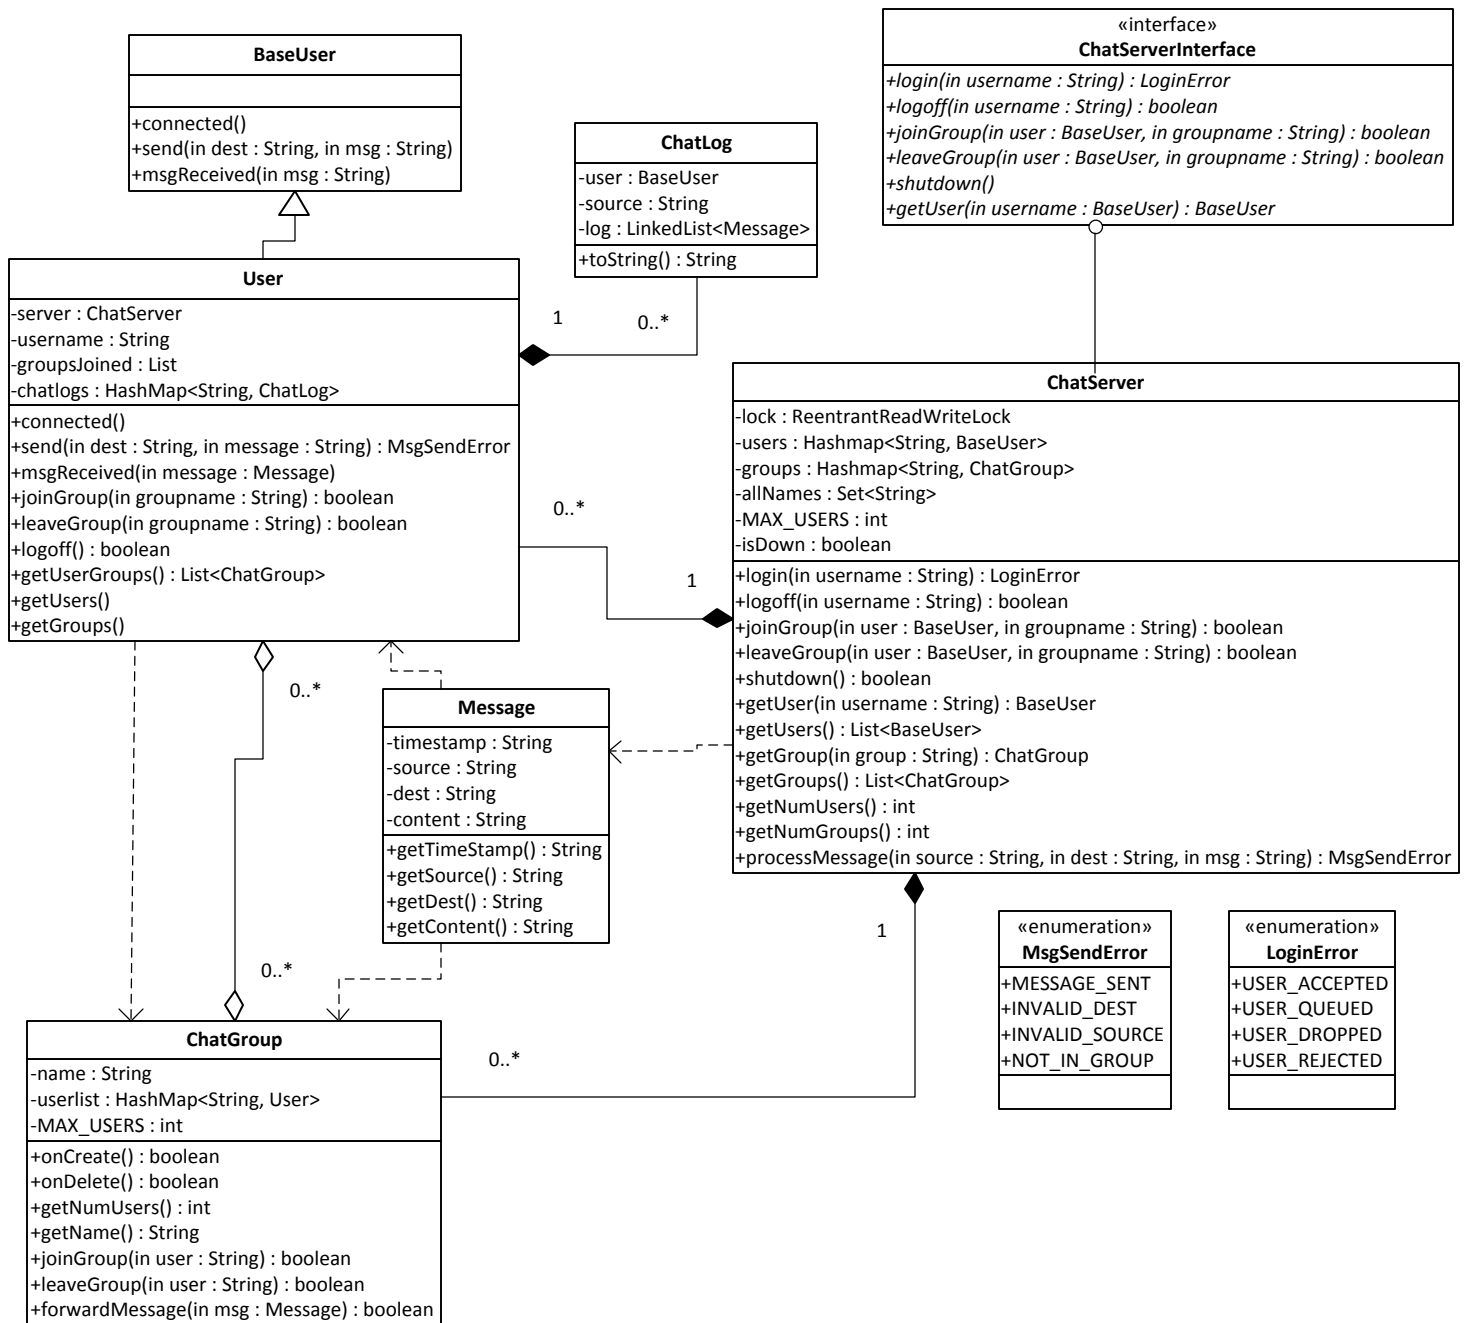 BaseUser
+connected()
+send(in dest : String, in msg : String)
+msgReceived(in msg : String)
«interface»
ChatServerInterface
+login(in username : String) : LoginError
+logoff(in username : String) : boolean
+joinGroup(in user : BaseUser, in groupname : String) : boolean
+leaveGroup(in user : BaseUser, in groupname : String) : boolean
+shutdown()
+getUser(in username : BaseUser) : BaseUser
ChatLog
-user : BaseUser
-source : String
-log : LinkedList<Message>
+toString() : String
User
-server : ChatServer
-username : String
-groupsJoined : List
-chatlogs : HashMap<String, ChatLog>
+connected()
+send(in dest : String, in message : String) : MsgSendError
+msgReceived(in message : Message)
+joinGroup(in groupname : String) : boolean
+leaveGroup(in groupname : String) : boolean
+logoff() : boolean
+getUserGroups() : List<ChatGroup>
+getUsers()
+getGroups()
1
0..*
ChatServer
-lock : ReentrantReadWriteLock
-users : Hashmap<String, BaseUser>
-groups : Hashmap<String, ChatGroup>
-allNames : Set<String>
-MAX_USERS : int
-isDown : boolean
+login(in username : String) : LoginError
+logoff(in username : String) : boolean
+joinGroup(in user : BaseUser, in groupname : String) : boolean
+leaveGroup(in user : BaseUser, in groupname : String) : boolean
+shutdown() : boolean
+getUser(in username : String) : BaseUser
+getUsers() : List<BaseUser>
+getGroup(in group : String) : ChatGroup
+getGroups() : List<ChatGroup>
+getNumUsers() : int
+getNumGroups() : int
+processMessage(in source : String, in dest : String, in msg : String) : MsgSendError
0..*
1
0..*
Message
-timestamp : String
-source : String
-dest : String
-content : String
+getTimeStamp() : String
+getSource() : String
+getDest() : String
+getContent() : String
0..*
1
0..*
«enumeration»
MsgSendError
+MESSAGE_SENT
+INVALID_DEST
+INVALID_SOURCE
+NOT_IN_GROUP
«enumeration»
LoginError
+USER_ACCEPTED
+USER_QUEUED
+USER_DROPPED
+USER_REJECTED
ChatGroup
-name : String
-userlist : HashMap<String, User>
-MAX_USERS : int
+onCreate() : boolean
+onDelete() : boolean
+getNumUsers() : int
+getName() : String
+joinGroup(in user : String) : boolean
+leaveGroup(in user : String) : boolean
+forwardMessage(in msg : Message) : boolean